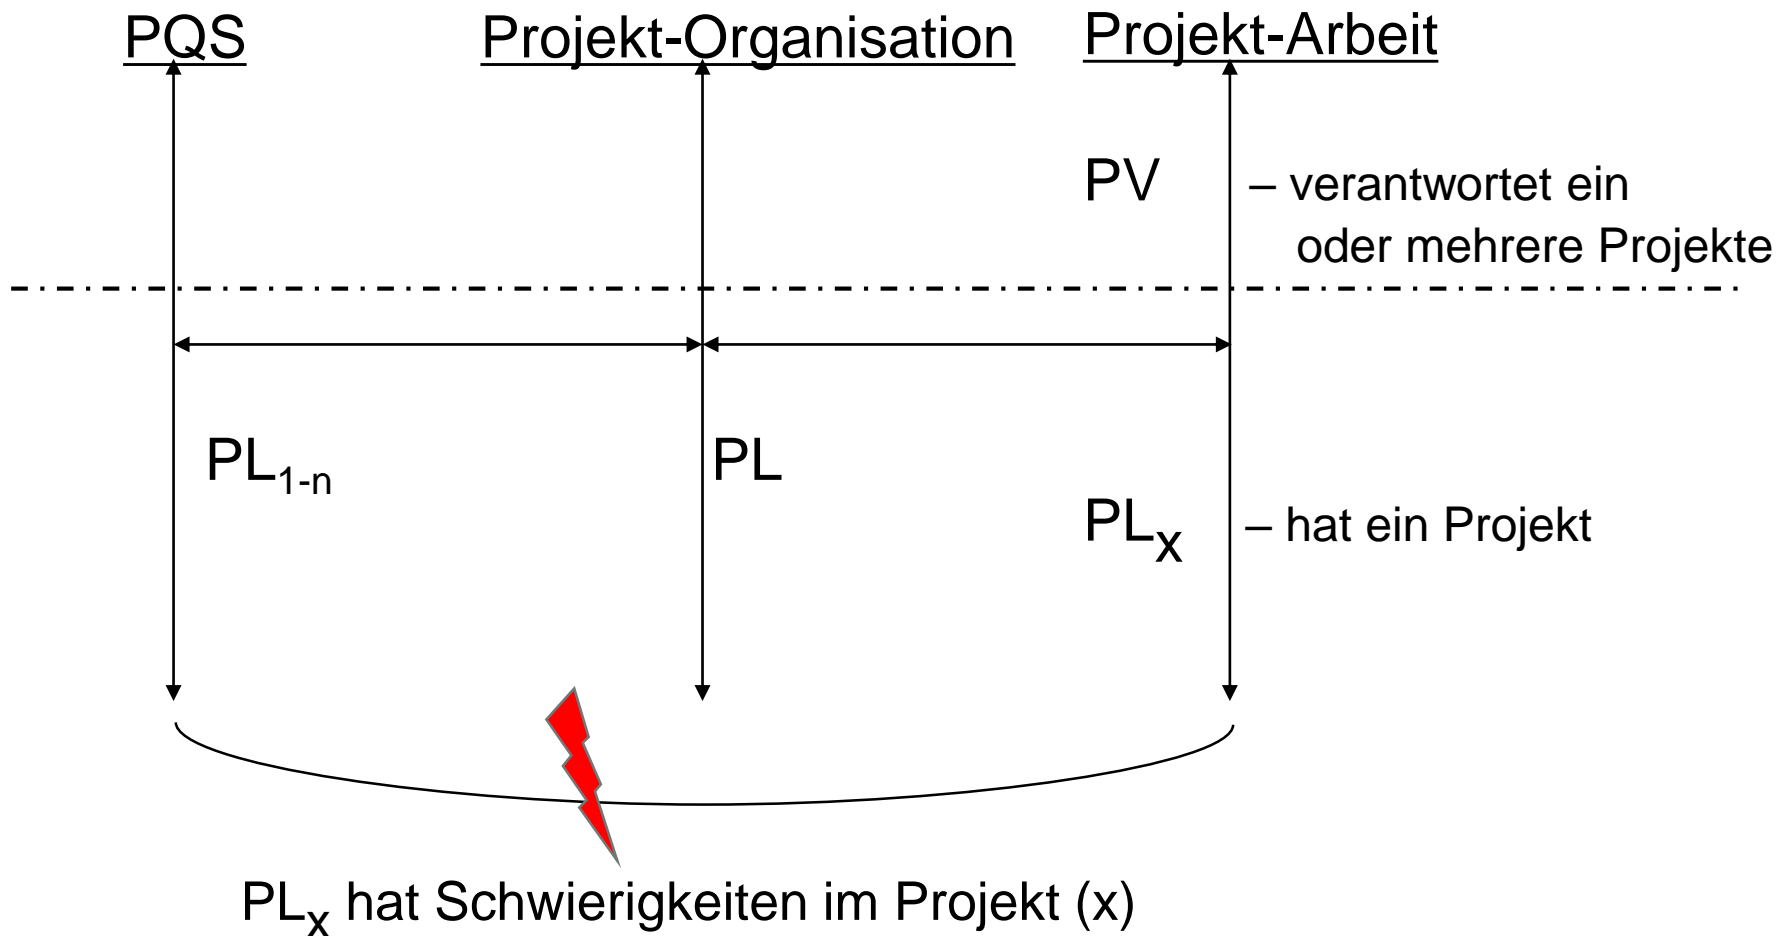 PQS
Projekt-Organisation
Projekt-Arbeit
PV – verantwortet ein
oder mehrere Projekte
PL1-n
PL
PLx – hat ein Projekt
PLx hat Schwierigkeiten im Projekt (x)